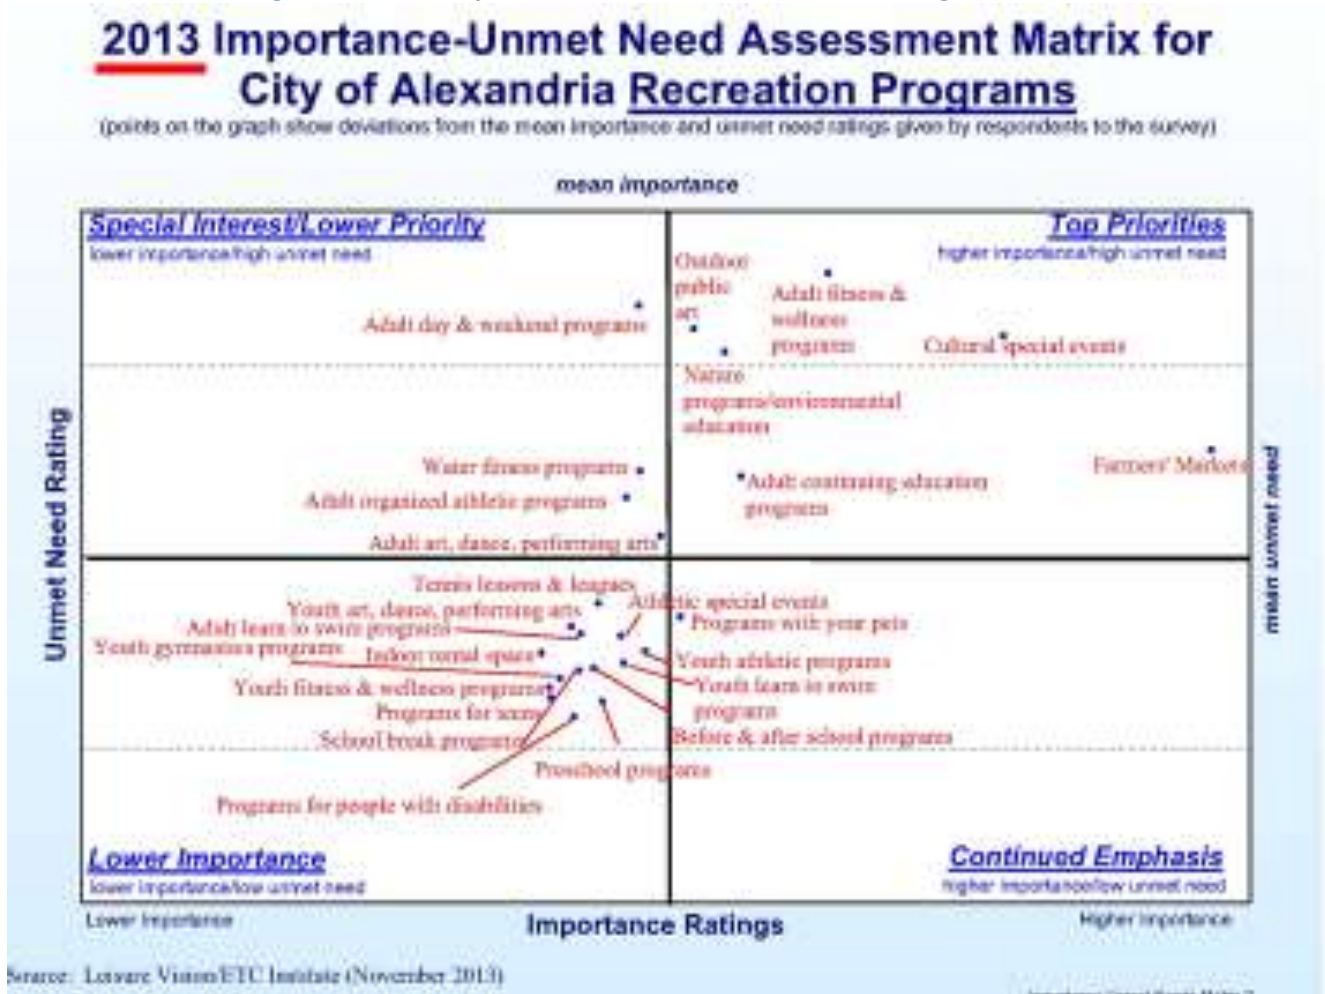 2013 Importance-Unmet Need Assessment Matrix for
City of Alexandria Recreation Programs
(points on the graph show deviations from the mean importance and unmet need ratings given by respondents to the survey)
mean importance
Special Interest/Lower Priority
lower importance/high unmet need
Top Priorities
higher importance/high unmet need
Outdoor
public
art
Adult fitness &
wellness
programs
Adult day & weekend programs
Cultural special events
Nature
programs/environmental
education
Water fitness programs
Farmers' Markets
Adult continuing education
programs
Adult organized athletic programs
Adult art, dance, performing arts
Unmet Need Rating
mean unmet need
Tennis lessons & leagues
Youth art, dance, performing arts
Athletic special events
Adult learn to swim programs
Programs with your pets
Youth gymnastics programs
Indoor rental space
Youth athletic programs
Youth fitness & wellness programs
Youth learn to swim
programs
Programs for teens
School break programs
Before & after school programs
Preschool programs
Programs for people with disabilities
Lower Importance
lower importance/low unmet need
Continued Emphasis
higher importance/low unmet need
Lower Importance
Importance Ratings
Higher Importance
Source: Leisure Vision/ETC Institute (November 2013)